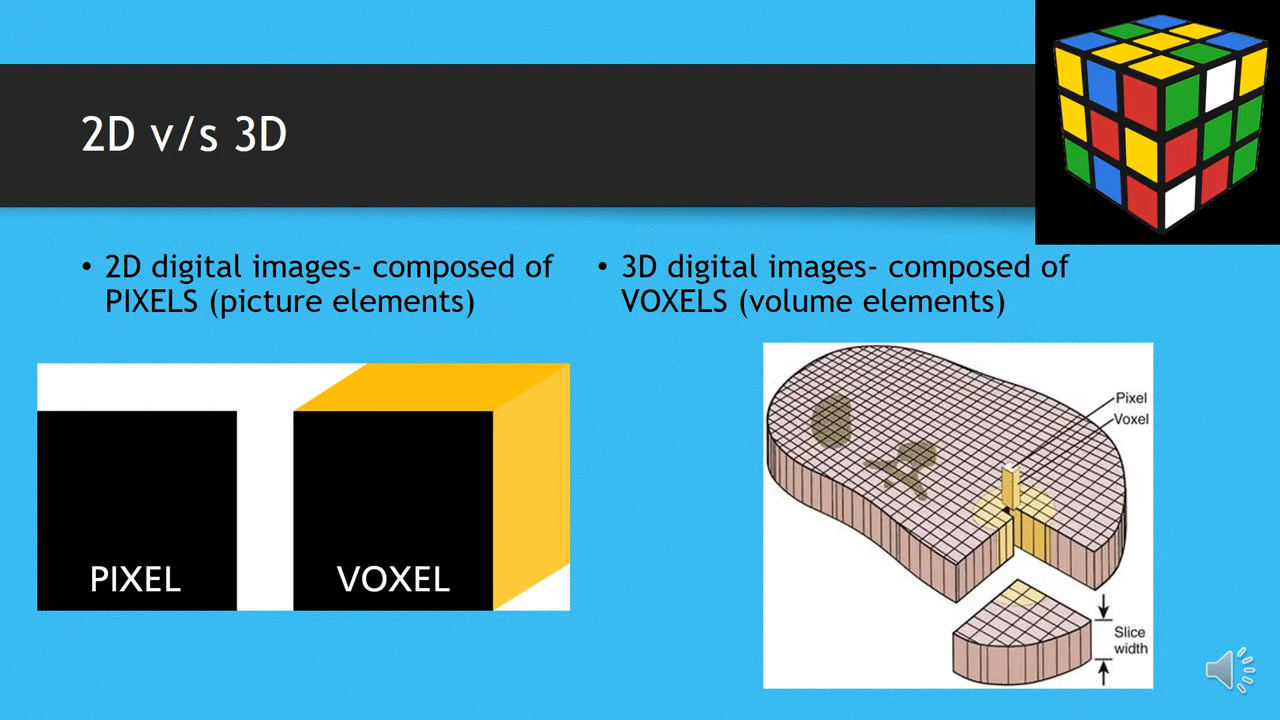 2D v/s 3D
• 2D digital images- composed of
PIXELS (picture elements)
• 3D digital images- composed of
VOXELS (volume elements)
PIXEL
VOXEL
Pixel
Voxel
Slice
width